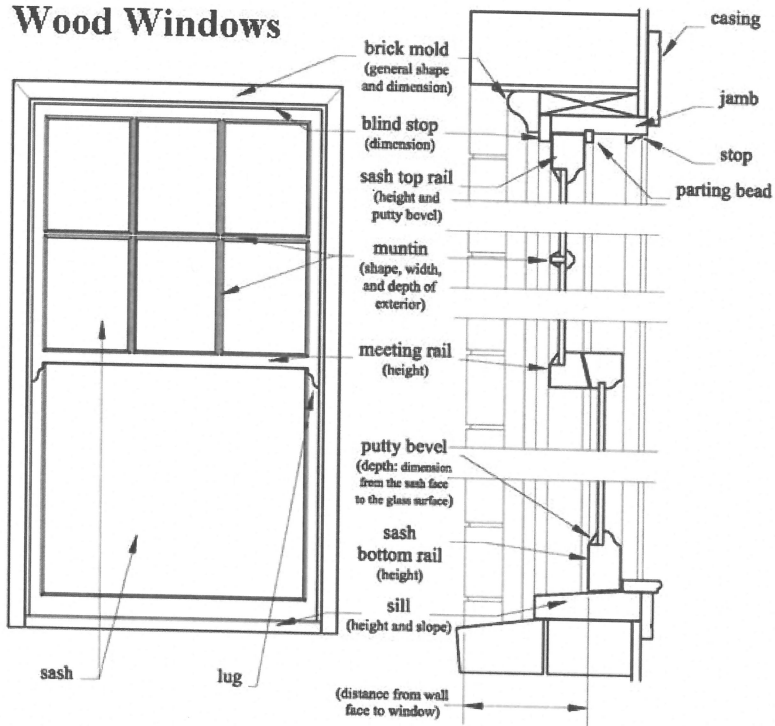 Wood Windows
brick mold
(general shape
and dimension)
blind stop
(dimension)
sash top rail
(height and
putty bevel)
muntin
(shape, width,
and depth of
exterior)
meeting rail
(height)
putty bevel
(depth: dimension
from the sash face
to the glass surface)
sash
bottom rail
(height)
sill
(height and slope)
(distance from wall
face to window)
sash
lug
casing
jamb
stop
parting bead